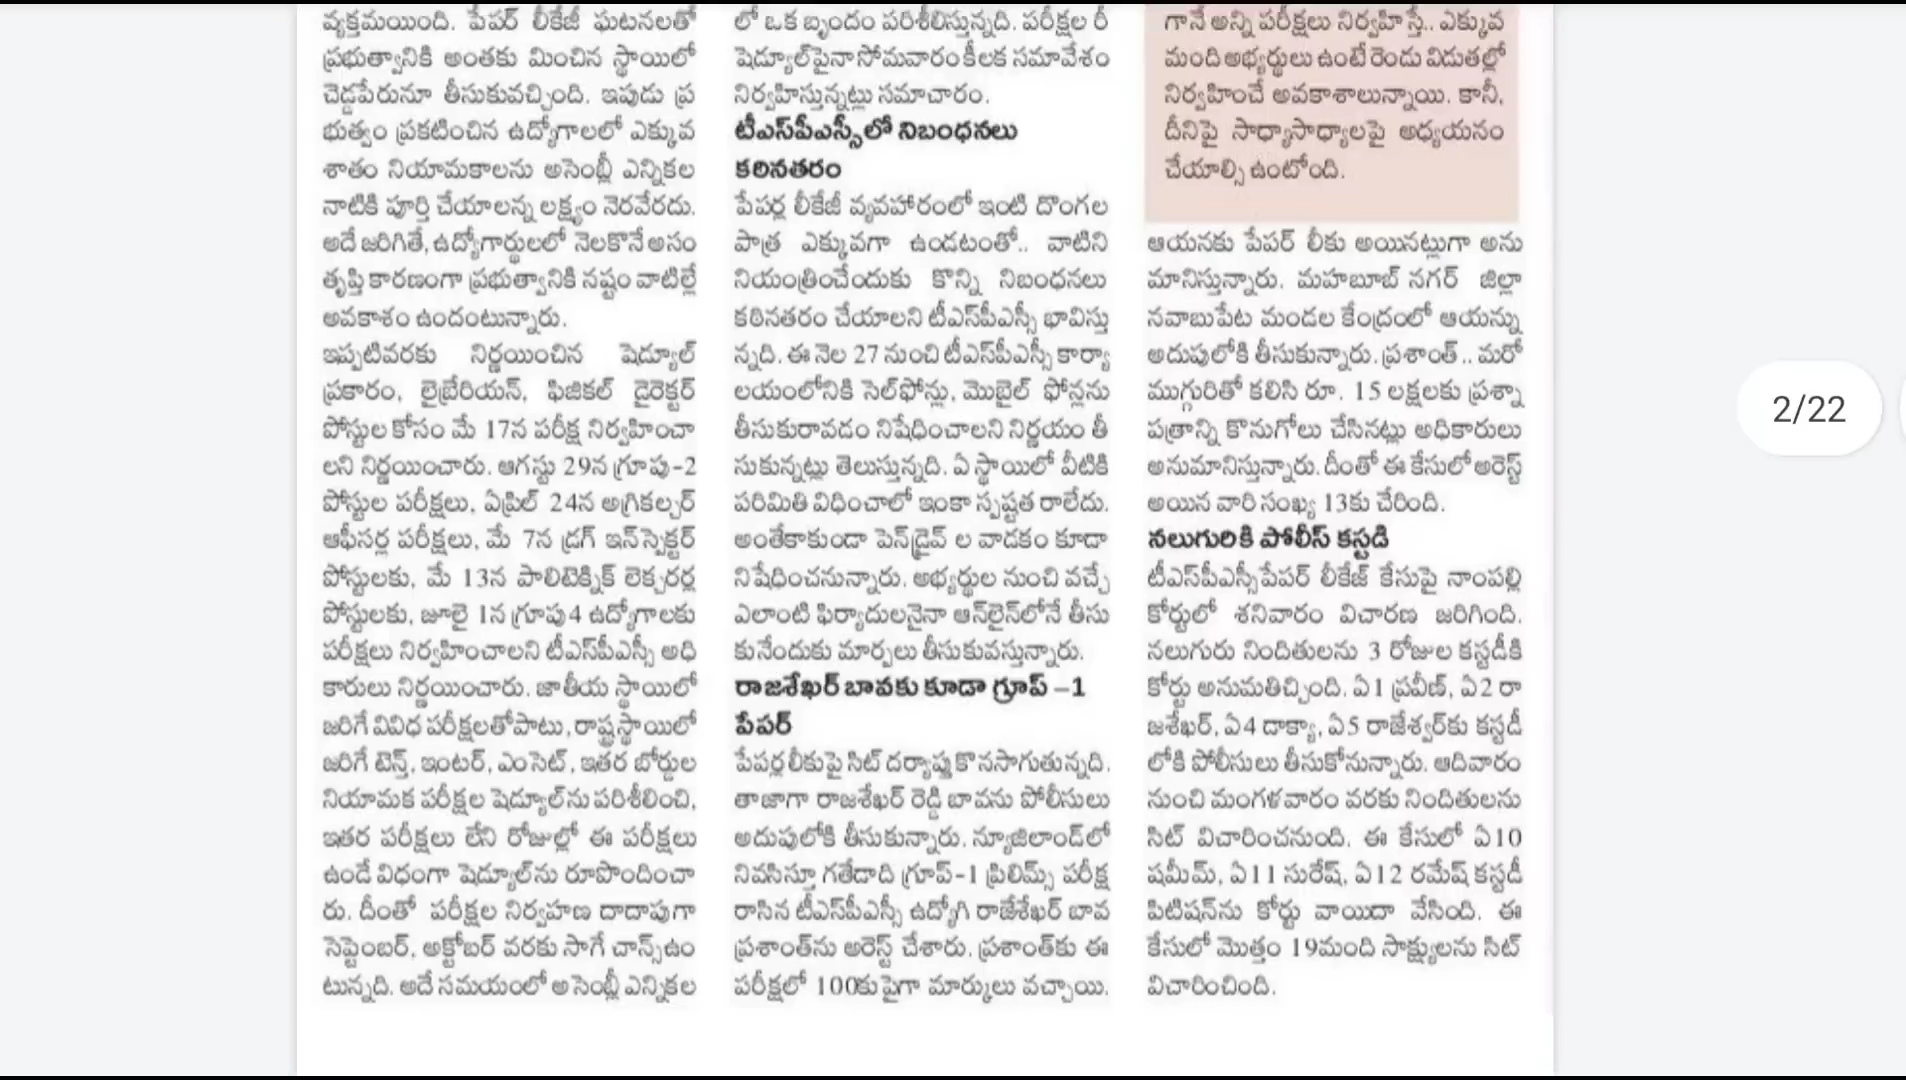 వ్యక్తమయింది. పేపర్ లీకేజీ ఘటనలతో
ప్రభుత్వానికి అంతకు మించిన స్థాయిలో
చెడ్డపేరునూ తీసుకువచ్చింది. ఇపుడు ప్ర
భుత్వం ప్రకటించిన ఉద్యోగాలలో ఎక్కువ
శాతం నియామకాలను అసెంబ్లీ ఎన్నికల
నాటికి పూర్తి చేయాలన్న లక్ష్యం నెరవేరదు.
అదే జరిగితే, ఉద్యోగార్థులలో నెలకొనే అసం
తృప్తి కారణంగా ప్రభుత్వానికి నష్టం వాటిల్లే
అవకాశం ఉందంటున్నారు.
ఇప్పటివరకు నిర్ణయించిన షెడ్యూల్
ప్రకారం, లైబ్రేరియన్, ఫిజికల్ డైరెక్టర్
పోస్టుల కోసం మే 17న పరీక్ష నిర్వహించా
లని నిర్ణయించారు. ఆగస్టు 29న గ్రూపు-2
పోస్టుల పరీక్షలు, ఏప్రిల్ 24న అగ్రికల్చర్
ఆఫీసర్ల పరీక్షలు, మే 7న డ్రగ్ ఇన్‌స్పెక్టర్
పోస్టులకు, మే 13న పాలిటెక్నిక్ లెక్చరర్ల
పోస్టులకు, జూలై 1న గ్రూపు4 ఉద్యోగాలకు
పరీక్షలు నిర్వహించాలని టీఎస్‌పీఎస్సీ అధి
కారులు నిర్ణయించారు. జాతీయ స్థాయిలో
జరిగే వివిధ పరీక్షలతోపాటు, రాష్ట్రస్థాయిలో
జరిగే టెన్త్, ఇంటర్, ఎంసెట్, ఇతర బోర్డుల
నియామక పరీక్షల షెడ్యూల్‌ను పరిశీలించి,
ఇతర పరీక్షలు లేని రోజుల్లో ఈ పరీక్షలు
ఉండే విధంగా షెడ్యూల్‌ను రూపొందించా
రు. దీంతో పరీక్షల నిర్వహణ దాదాపుగా
సెప్టెంబర్, అక్టోబర్ వరకు సాగే చాన్స్‌ఉం
టున్నది. అదే సమయంలో అసెంబ్లీ ఎన్నికల
లో ఒక బృందం పరిశీలిస్తున్నది. పరీక్షల రీ
షెడ్యూల్‌పైనా సోమవారం కీలక సమావేశం
నిర్వహిస్తున్నట్లు సమాచారం.
టీఎస్‌పీఎస్సీలో నిబంధనలు
కఠినతరం
పేపర్ల లీకేజీ వ్యవహారంలో ఇంటి దొంగల
పాత్ర ఎక్కువగా ఉండటంతో.. వాటిని
నియంత్రించేందుకు కొన్ని నిబంధనలు
కఠినతరం చేయాలని టీఎస్‌పీఎస్సీ భావిస్తు
న్నది. ఈ నెల 27 నుంచి టీఎస్‌పీఎస్సీ కార్యా
లయంలోనికి సెల్‌ఫోన్లు, మొబైల్ ఫోన్లను
తీసుకురావడం నిషేధించాలని నిర్ణయం తీ
సుకున్నట్లు తెలుస్తున్నది. ఏ స్థాయిలో వీటికి
పరిమితి విధించాలో ఇంకా స్పష్టత రాలేదు.
అంతేకాకుండా పెన్‌డ్రైవ్ ల వాడకం కూడా
నిషేధించనున్నారు. అభ్యర్థుల నుంచి వచ్చే
ఎలాంటి ఫిర్యాదులనైనా ఆన్‌లైన్‌లోనే తీసు
కునేందుకు మార్పులు తీసుకువస్తున్నారు.
రాజశేఖర్ బావకు కూడా గ్రూప్ –1
పేపర్
పేపర్ల లీకుపై సిట్ దర్యాప్తు కొనసాగుతున్నది.
తాజాగా రాజశేఖర్ రెడ్డి బావను పోలీసులు
అదుపులోకి తీసుకున్నారు. న్యూజిలాండ్‌లో
నివసిస్తూ గతేడాది గ్రూప్-1 ప్రిలిమ్స్ పరీక్ష
రాసిన టీఎస్‌పీఎస్సీ ఉద్యోగి రాజేశేఖర్ బావ
ప్రశాంత్‌ను అరెస్ట్ చేశారు. ప్రశాంత్‌కు ఈ
పరీక్షలో 100కుపైగా మార్కులు వచ్చాయి.
గానే అన్ని పరీక్షలు నిర్వహిస్తే.. ఎక్కువ
మంది అభ్యర్థులు ఉంటే రెండు విడుతల్లో
నిర్వహించే అవకాశాలున్నాయి. కానీ,
దీనిపై సాధ్యాసాధ్యాలపై అధ్యయనం
చేయాల్సి ఉంటోంది.
ఆయనకు పేపర్ లీకు అయినట్లుగా అను
మానిస్తున్నారు. మహబూబ్ నగర్ జిల్లా
నవాబుపేట మండల కేంద్రంలో ఆయన్ను
అదుపులోకి తీసుకున్నారు. ప్రశాంత్.. మరో
ముగ్గురితో కలిసి రూ. 15 లక్షలకు ప్రశ్నా
పత్రాన్ని కొనుగోలు చేసినట్లు అధికారులు
అనుమానిస్తున్నారు. దీంతో ఈ కేసులో అరెస్ట్
అయిన వారి సంఖ్య 13కు చేరింది.
నలుగురికి పోలీస్ కస్టడీ
టీఎస్‌పీఎస్సీపేపర్ లీకేజ్ కేసుపై నాంపల్లి
కోర్టులో శనివారం విచారణ జరిగింది.
నలుగురు నిందితులను 3 రోజుల కస్టడీకి
కోర్టు అనుమతిచ్చింది. ఏ1 ప్రవీణ్, ఏ2 రా
జశేఖర్, ఏ4 డాక్యా, ఏ5 రాజేశ్వర్‌కు కస్టడీ
లోకి పోలీసులు తీసుకోనున్నారు. ఆదివారం
నుంచి మంగళవారం వరకు నిందితులను
సిట్ విచారించనుంది. ఈ కేసులో ఏ10
షమీమ్, ఏ11 సురేష్, ఏ12 రమేష్ కస్టడీ
పిటిషన్‌ను కోర్టు వాయిదా వేసింది. ఈ
కేసులో మొత్తం 19మంది సాక్ష్యులను సిట్
విచారించింది.
2/22